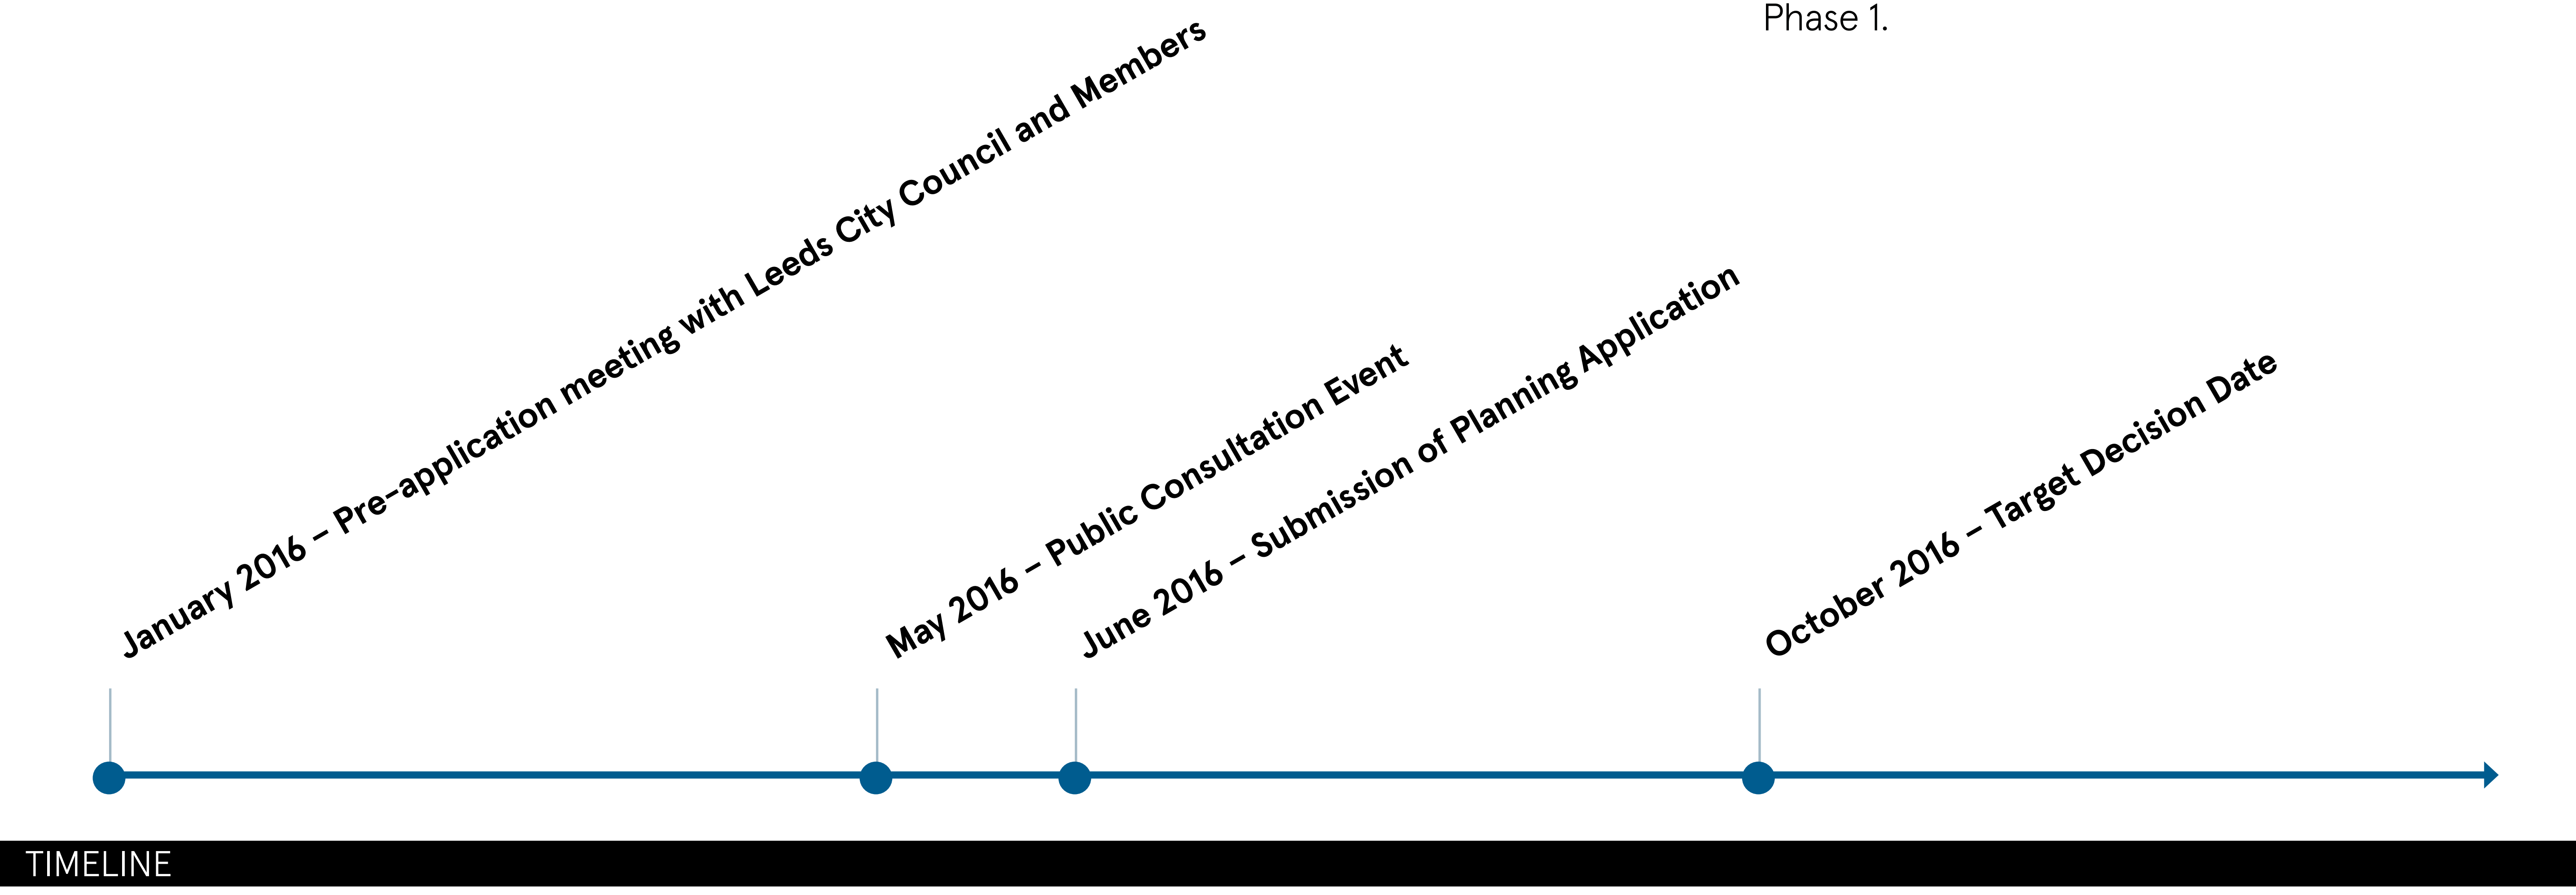 Phase 1.
January 2016 – Pre-application meeting with Leeds City Council and Members
May 2016 – Public Consultation Event
June 2016 – Submission of Planning Application
October 2016 – Target Decision Date
TIMELINE